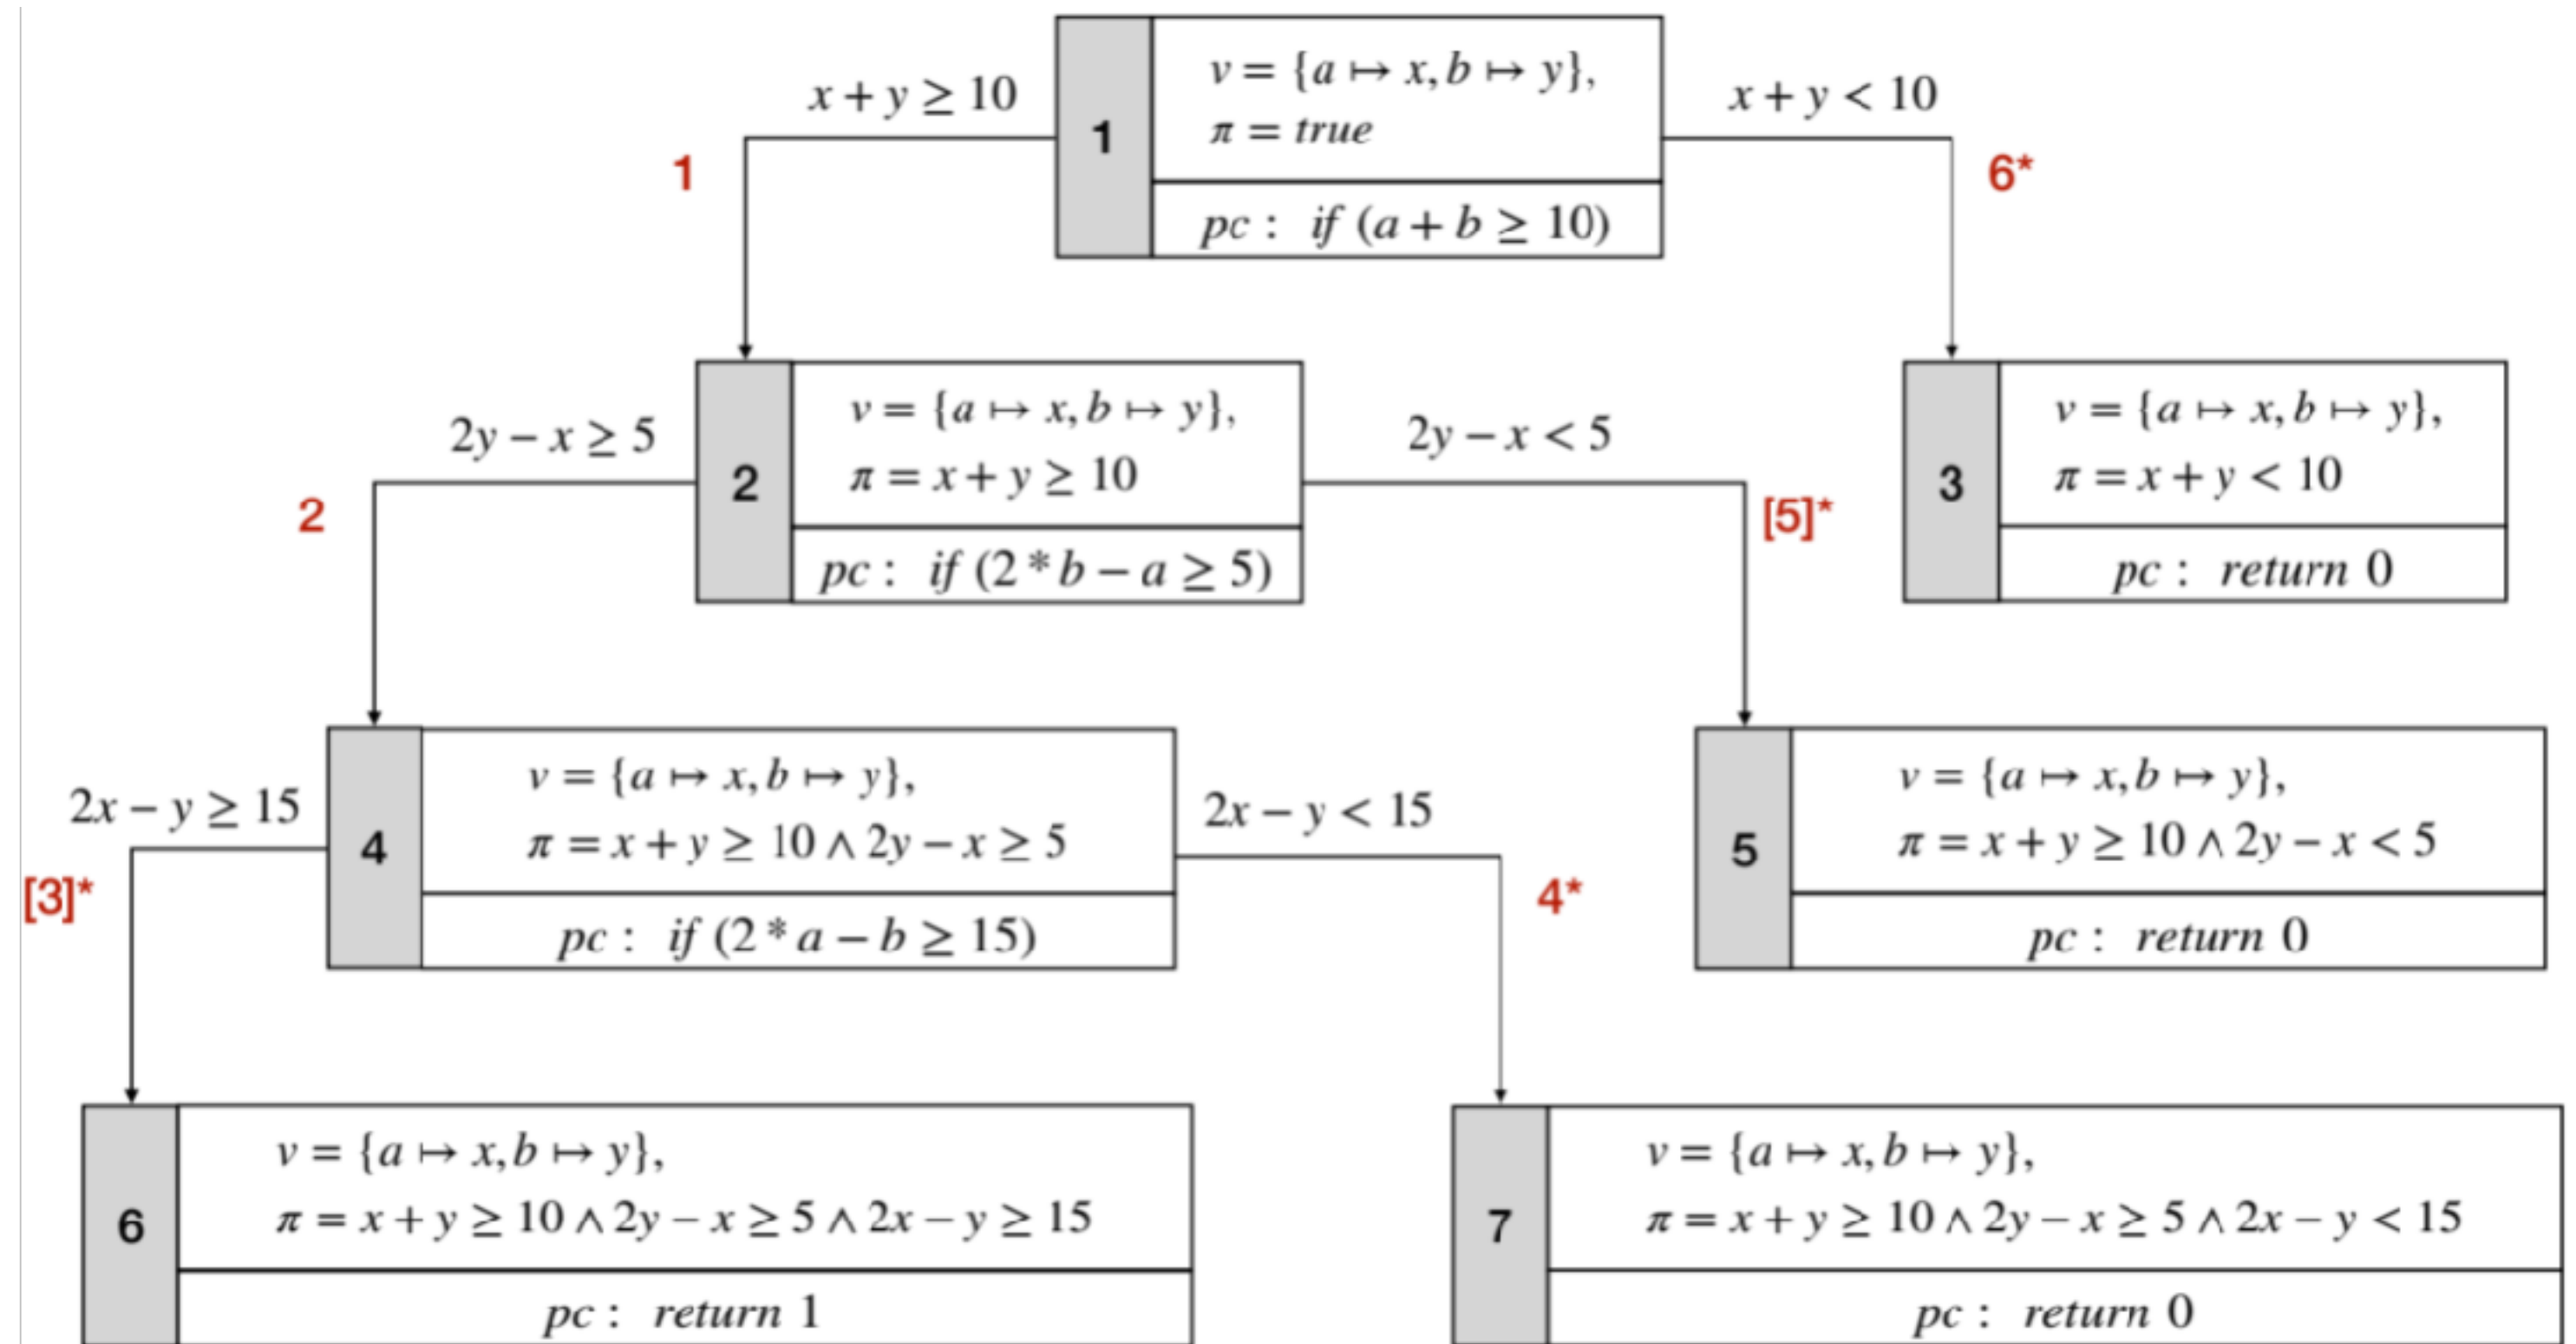 x + y ≥ 10
1
1
v = {a ↦ x, b ↦ y},
π = true
pc : if (a + b ≥ 10)
x + y < 10
6*
2y − x ≥ 5
2
2
v = {a ↦ x, b ↦ y},
π = x + y ≥ 10
pc : if (2 * b − a ≥ 5)
2y − x < 5
[5]*
3
v = {a ↦ x, b ↦ y},
π = x + y < 10
pc : return 0
2x − y ≥ 15
[3]*
4
v = {a ↦ x, b ↦ y},
π = x + y ≥ 10 ∧ 2y − x ≥ 5
pc : if (2 * a − b ≥ 15)
2x − y < 15
4*
5
v = {a ↦ x, b ↦ y},
π = x + y ≥ 10 ∧ 2y − x < 5
pc : return 0
6
v = {a ↦ x, b ↦ y},
π = x + y ≥ 10 ∧ 2y − x ≥ 5 ∧ 2x − y ≥ 15
pc : return 1
7
v = {a ↦ x, b ↦ y},
π = x + y ≥ 10 ∧ 2y − x ≥ 5 ∧ 2x − y < 15
pc : return 0